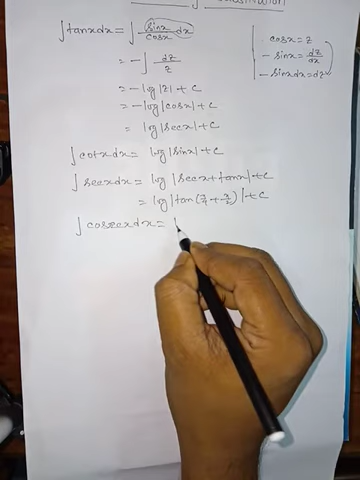 ∫tanxdx = ∫ sinx/cosx dx
= -∫ dz/z
= -log|z|+c
= -log|cosx|+c
= log|secx|+c
∫cotxdx = log|sinx|+c
∫secxdx = log|secx+tanx|+c
= log|tan(π/4+x/2)|+c
∫cosecxdx =
cosx=z
-sinx = dz/dx
-sinxdx=dz